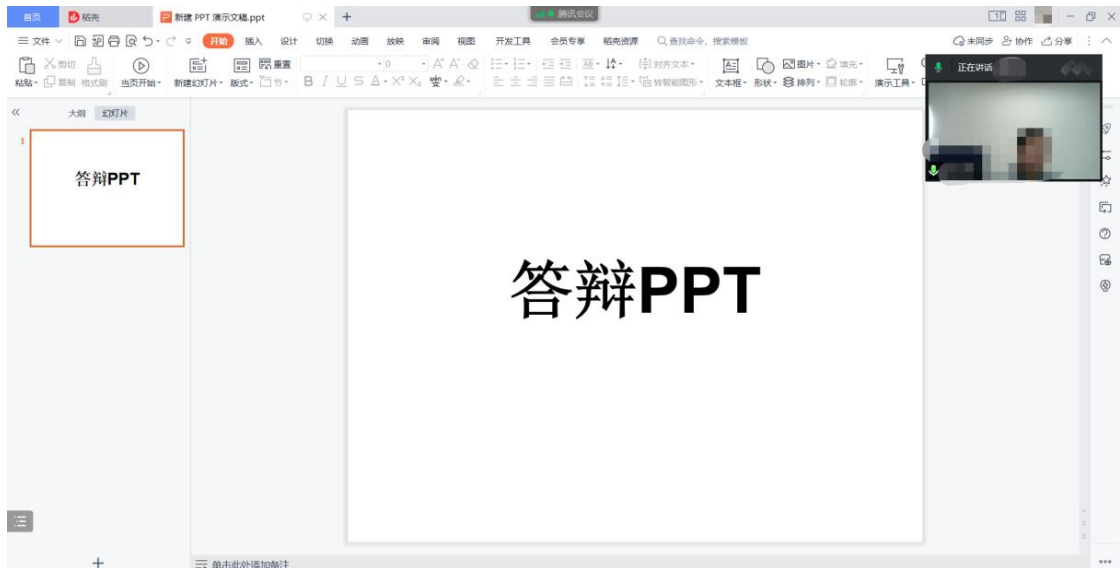 首页 稻壳 新建 PPT 演示文稿.ppt 腾讯会议
文件 开始 插入 设计 切换 动画 放映 审阅 视图 开发工具 会员专享 稻壳资源 查找命令、搜索模板 未同步 协作 分享
剪切 重置 0 对齐文本 图片 填充
粘贴 复制 格式刷 当页开始 新建幻灯片 版式 节 B I U S A X² X₂ 转智能图形 文本框 形状 排列 轮廓 演示工具
正在讲话
大纲 幻灯片
1
答辩PPT
答辩PPT
单击此处添加备注